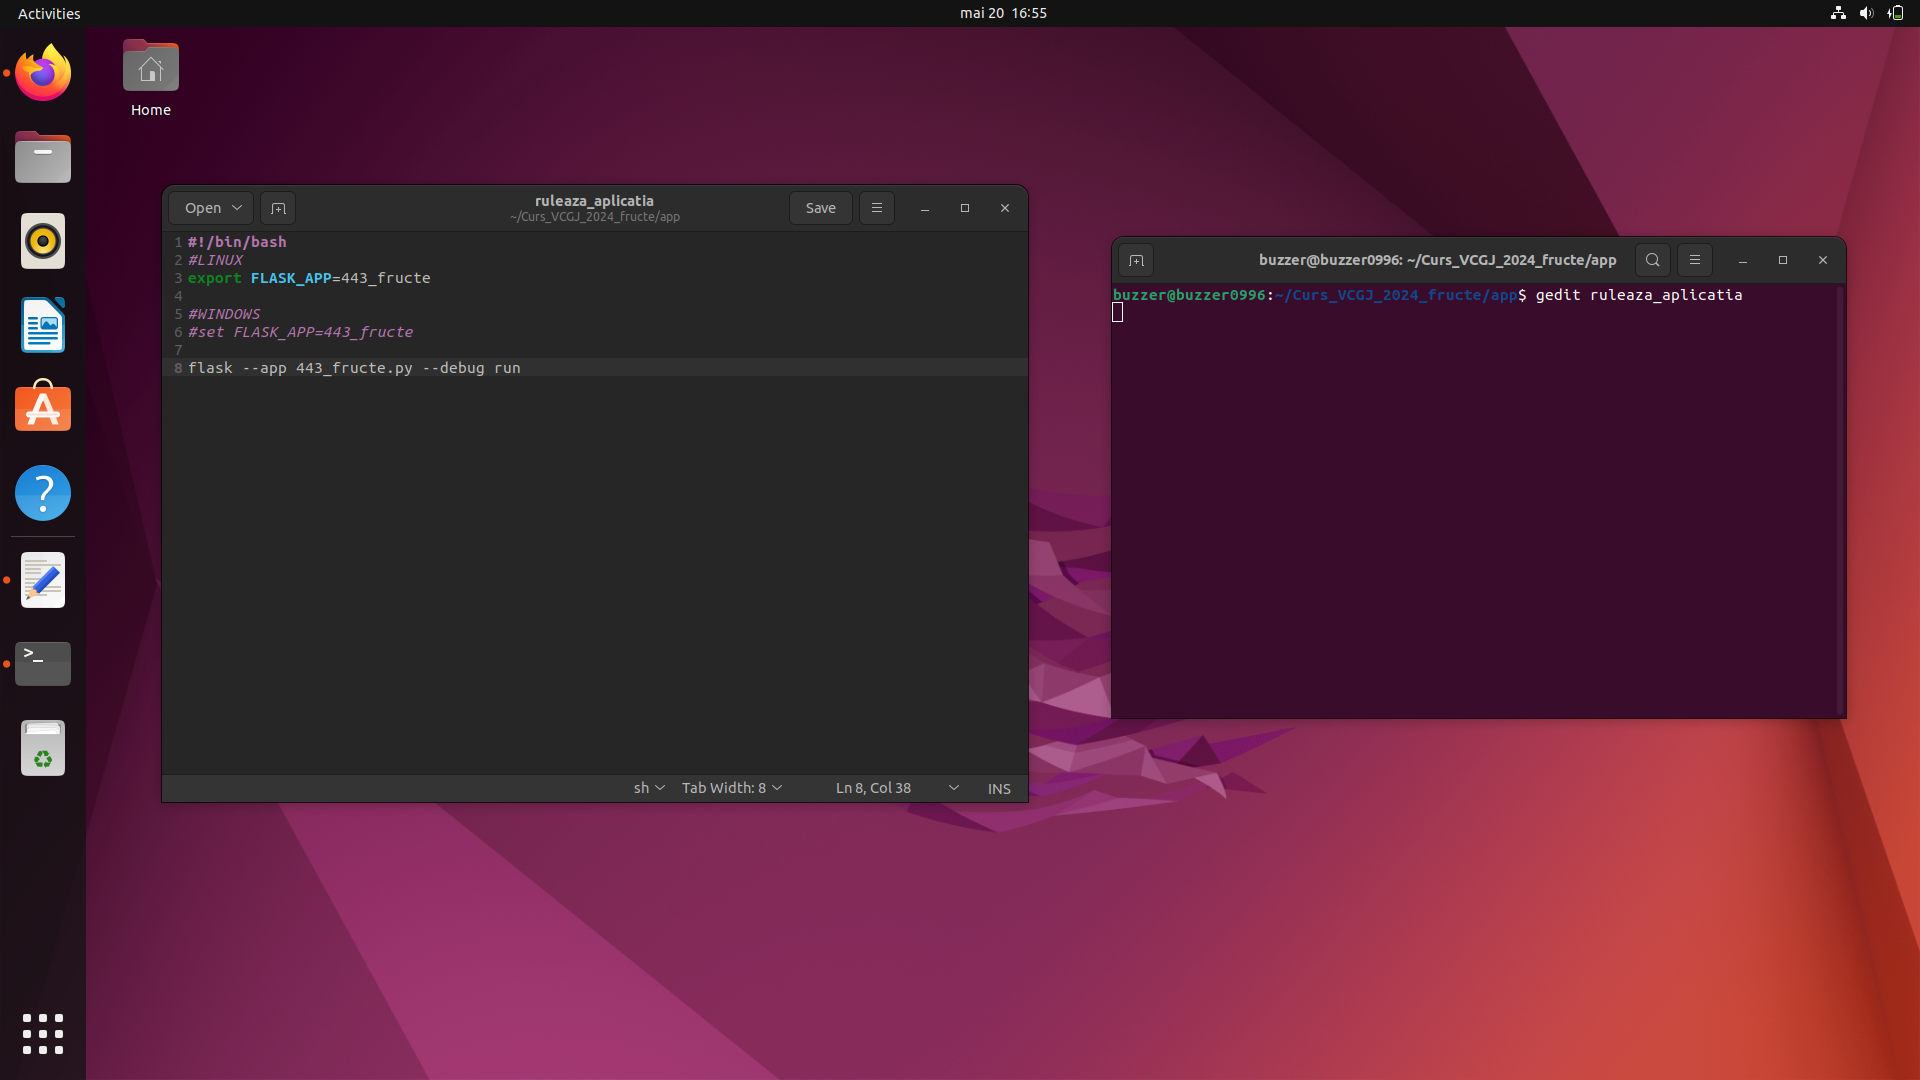 Activities
mai 20 16:55
Home
Open
ruleaza_aplicatia
~/Curs_VCGJ_2024_fructe/app
Save
1 #!/bin/bash
2 #LINUX
3 export FLASK_APP=443_fructe
4
5 #WINDOWS
6 #set FLASK_APP=443_fructe
7
8 flask --app 443_fructe.py --debug run
sh
Tab Width: 8
Ln 8, Col 38
INS
buzzer@buzzer0996: ~/Curs_VCGJ_2024_fructe/app
buzzer@buzzer0996:~/Curs_VCGJ_2024_fructe/app$ gedit ruleaza_aplicatia